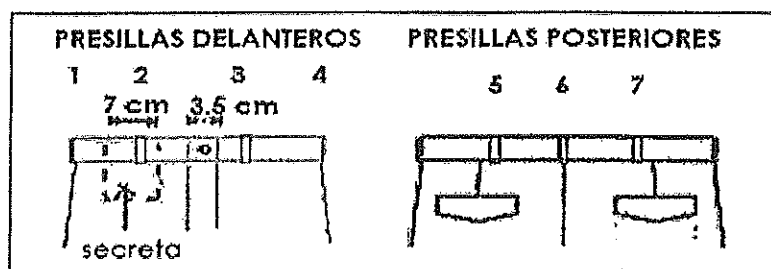 PRESILLAS DELANTEROS PRESILLAS POSTERIORES
1 2 3 4 5 6 7
7 cm 3.5 cm
secreta